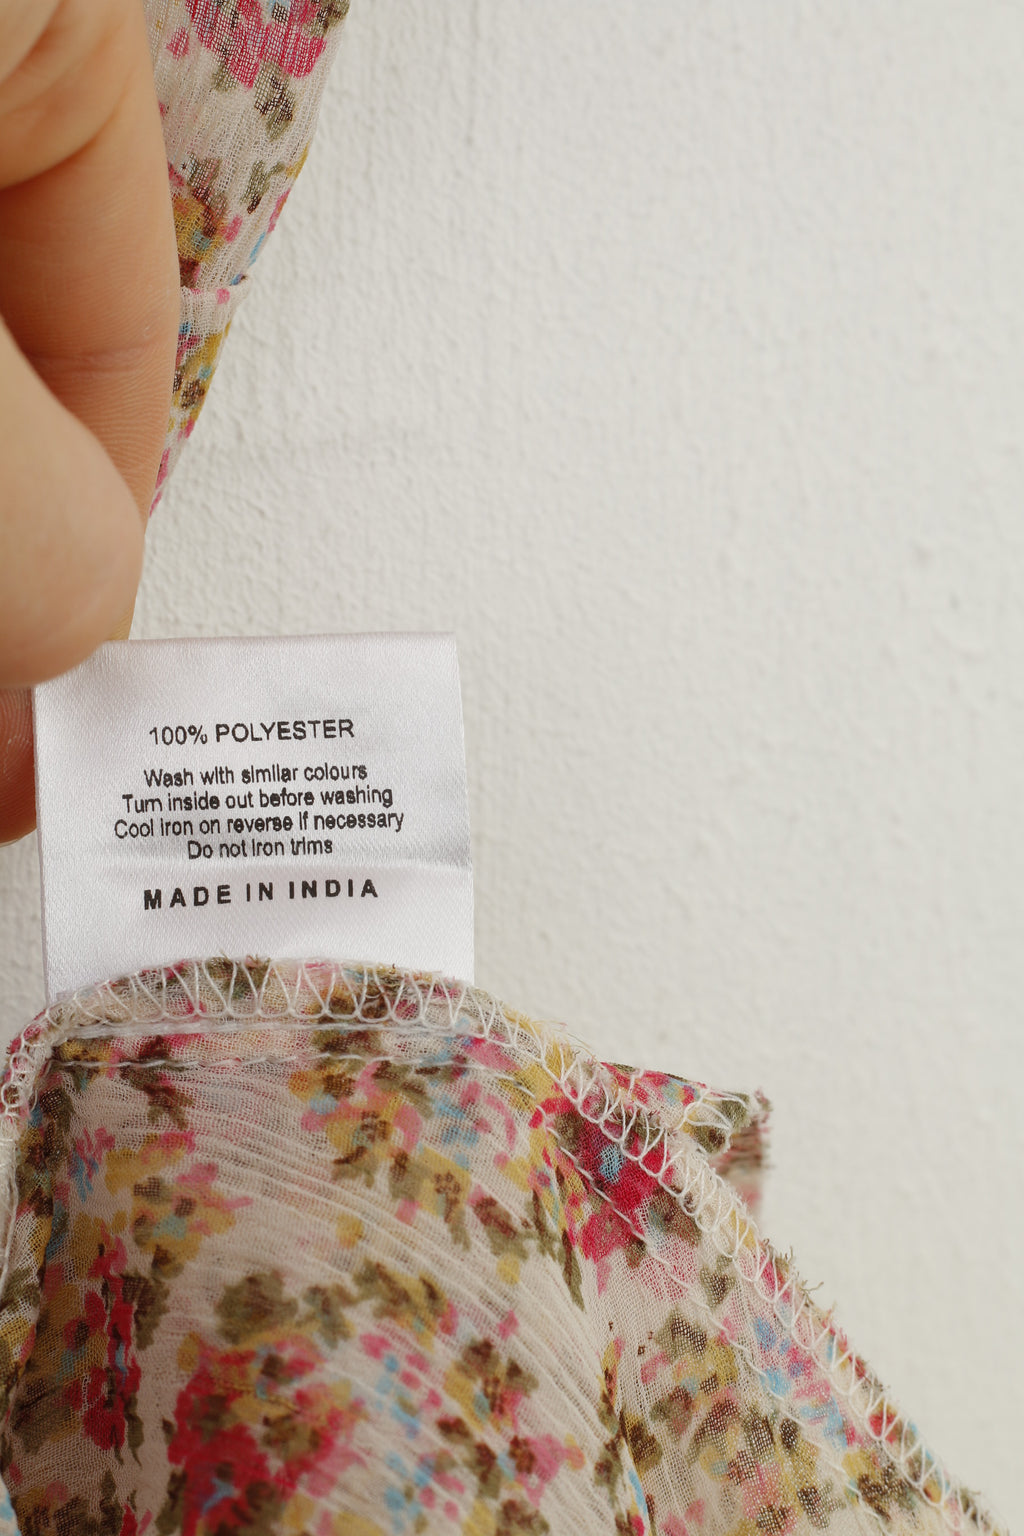 100% POLYESTER
Wash with similar colours
Turn inside out before washing
Cool iron on reverse if necessary
Do not iron trims
MADE IN INDIA